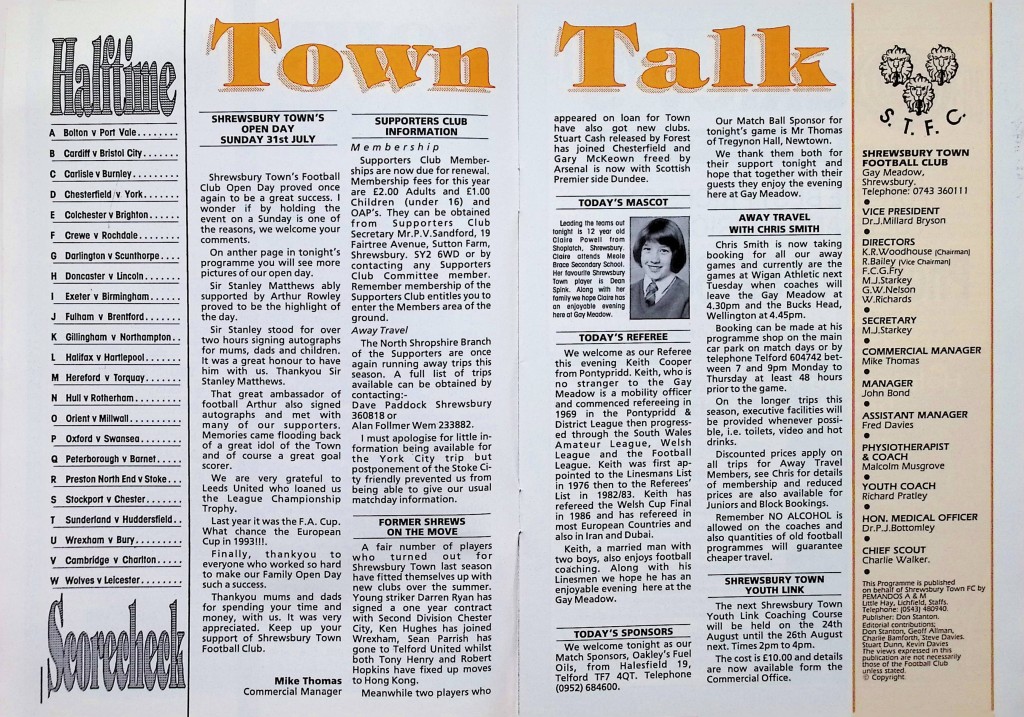 Halftime
A Bolton v Port Vale........
B Cardiff v Bristol City.......
C Carlisle v Burnley..........
D Chesterfield v York........
E Colchester v Brighton......
F Crewe v Rochdale..........
G Darlington v Scunthorpe....
H Doncaster v Lincoln........
I Exeter v Birmingham........
J Fulham v Brentford.........
K Gillingham v Northampton..
L Halifax v Hartlepool........
M Hereford v Torquay........
N Hull v Rotherham..........
O Orient v Millwall...........
P Oxford v Swansea.........
Q Peterborough v Barnet.....
R Preston North End v Stoke...
S Stockport v Chester........
T Sunderland v Huddersfield..
U Wrexham v Bury...........
V Cambridge v Charlton......
W Wolves v Leicester.........
Scorecheck
Town Talk
SHREWSBURY TOWN'S
OPEN DAY
SUNDAY 31st JULY
Shrewsbury Town's Football
Club Open Day proved once
again to be a great success. I
wonder if by holding the
event on a Sunday is one of
the reasons, we welcome your
comments.
On anther page in tonight's
programme you will see more
pictures of our open day.
Sir Stanley Matthews ably
supported by Arthur Rowley
proved to be the highlight of
the day.
Sir Stanley stood for over
two hours signing autographs
for mums, dads and children.
It was a great honour to have
him with us. Thankyou Sir
Stanley Matthews.
That great ambassador of
football Arthur also signed
autographs and met with
many of our supporters.
Memories came flooding back
of a great idol of the Town
and of course a great goal
scorer.
We are very grateful to
Leeds United who loaned us
the League Championship
Trophy.
Last year it was the F.A. Cup.
What chance the European
Cup in 1993!!!.
Finally, thankyou to
everyone who worked so hard
to make our Family Open Day
such a success.
Thankyou mums and dads
for spending your time and
money, with us. It was very
appreciated. Keep up your
support of Shrewsbury Town
Football Club.
Mike Thomas
Commercial Manager
SUPPORTERS CLUB
INFORMATION
Membership
Supporters Club Member-
ships are now due for renewal.
Membership fees for this year
are £2.00 Adults and £1.00
Children (under 16) and
OAP's. They can be obtained
from Supporters Club
Secretary Mr.P.V.Sandford, 19
Fairtree Avenue, Sutton Farm,
Shrewsbury. SY2 6WD or by
contacting any Supporters
Club Committee member.
Remember membership of the
Supporters Club entitles you to
enter the Members area of the
ground.
Away Travel
The North Shropshire Branch
of the Supporters are once
again running away trips this
season. A full list of trips
available can be obtained by
contacting:-
Dave Paddock Shrewsbury
360818 or
Alan Follmer Wem 233882.
I must apologise for little in-
formation being available for
the York City trip but
postponement of the Stoke Ci-
ty friendly prevented us from
being able to give our usual
matchday information.
FORMER SHREWS
ON THE MOVE
A fair number of players
who turned out for
Shrewsbury Town last season
have fitted themselves up with
new clubs over the summer.
Young striker Darren Ryan has
signed a one year contract
with Second Division Chester
City, Ken Hughes has joined
Wrexham, Sean Parrish has
gone to Telford United whilst
both Tony Henry and Robert
Hopkins have fixed up moves
to Hong Kong.
Meanwhile two players who
appeared on loan for Town
have also got new clubs.
Stuart Cash released by Forest
has joined Chesterfield and
Gary McKeown freed by
Arsenal is now with Scottish
Premier side Dundee.
TODAY'S MASCOT
Leading the teams out
tonight is 12 year old
Claire Powell from
Shoplatch, Shrewsbury.
Claire attends Meole
Brace Secondary School.
Her favourite Shrewsbury
Town player is Dean
Spink. Along with her
family we hope Claire has
an enjoyable evening
here at Gay Meadow.
TODAY'S REFEREE
We welcome as our Referee
this evening Keith Cooper
from Pontypridd. Keith, who is
no stranger to the Gay
Meadow is a mobility officer
and commenced refereeing in
1969 in the Pontypridd &
District League then progres-
sed through the South Wales
Amateur League, Welsh
League and the Football
League. Keith was first ap-
pointed to the Linesmans List
in 1976 then to the Referees'
List in 1982/83. Keith has
refereed the Welsh Cup Final
in 1986 and has refereed in
most European Countries and
also in Iran and Dubai.
Keith, a married man with
two boys, also enjoys football
coaching. Along with his
Linesmen we hope he has an
enjoyable evening here at the
Gay Meadow.
TODAY'S SPONSORS
We welcome tonight as our
Match Sponsors, Oakley's Fuel
Oils, from Halesfield 19,
Telford TF7 4QT. Telephone
(0952) 684600.
Our Match Ball Sponsor for
tonight's game is Mr Thomas
of Tregynon Hall, Newtown.
We thank them both for
their support tonight and
hope that together with their
guests they enjoy the evening
here at Gay Meadow.
AWAY TRAVEL
WITH CHRIS SMITH
Chris Smith is now taking
booking for all our away
games and currently are the
games at Wigan Athletic next
Tuesday when coaches will
leave the Gay Meadow at
4.30pm and the Bucks Head,
Wellington at 4.45pm.
Booking can be made at his
programme shop on the main
car park on match days or by
telephone Telford 604742 bet-
ween 7 and 9pm Monday to
Thursday at least 48 hours
prior to the game.
On the longer trips this
season, executive facilities will
be provided whenever possi-
ble, i.e. toilets, video and hot
drinks.
Discounted prices apply on
all trips for Away Travel
Members, see Chris for details
of membership and reduced
prices are also available for
Juniors and Block Bookings.
Remember NO ALCOHOL is
allowed on the coaches and
also quantities of old football
programmes will guarantee
cheaper travel.
SHREWSBURY TOWN
YOUTH LINK
The next Shrewsbury Town
Youth Link Coaching Course
will be held on the 24th
August until the 26th August
next. Times 2pm to 4pm.
The cost is £10.00 and details
are now available form the
Commercial Office.
S. T. F. C.
SHREWSBURY TOWN
FOOTBALL CLUB
Gay Meadow,
Shrewsbury.
Telephone: 0743 360111
VICE PRESIDENT
Dr.J.Millard Bryson
DIRECTORS
K.R.Woodhouse (Chairman)
R.Bailey (Vice Chairman)
F.C.G.Fry
M.J.Starkey
G.W.Nelson
W.Richards
SECRETARY
M.J.Starkey
COMMERCIAL MANAGER
Mike Thomas
MANAGER
John Bond
ASSISTANT MANAGER
Fred Davies
PHYSIOTHERAPIST
& COACH
Malcolm Musgrove
YOUTH COACH
Richard Pratley
HON. MEDICAL OFFICER
Dr.P.J.Bottomley
CHIEF SCOUT
Charlie Walker.
This Programme is published
on behalf of Shrewsbury Town FC by
PEMANDOS A & M
Little Hay, Lichfield, Staffs.
Telephone: (0543) 480940.
Publisher: Don Stanton.
Editorial contributions;
Don Stanton, Geoff Allman,
Charlie Bamforth, Steve Davies.
Stuart Dunn, Kevin Davies
The views expressed in this
publication are not necessarily
those of the Football Club
unless stated.
© Copyright